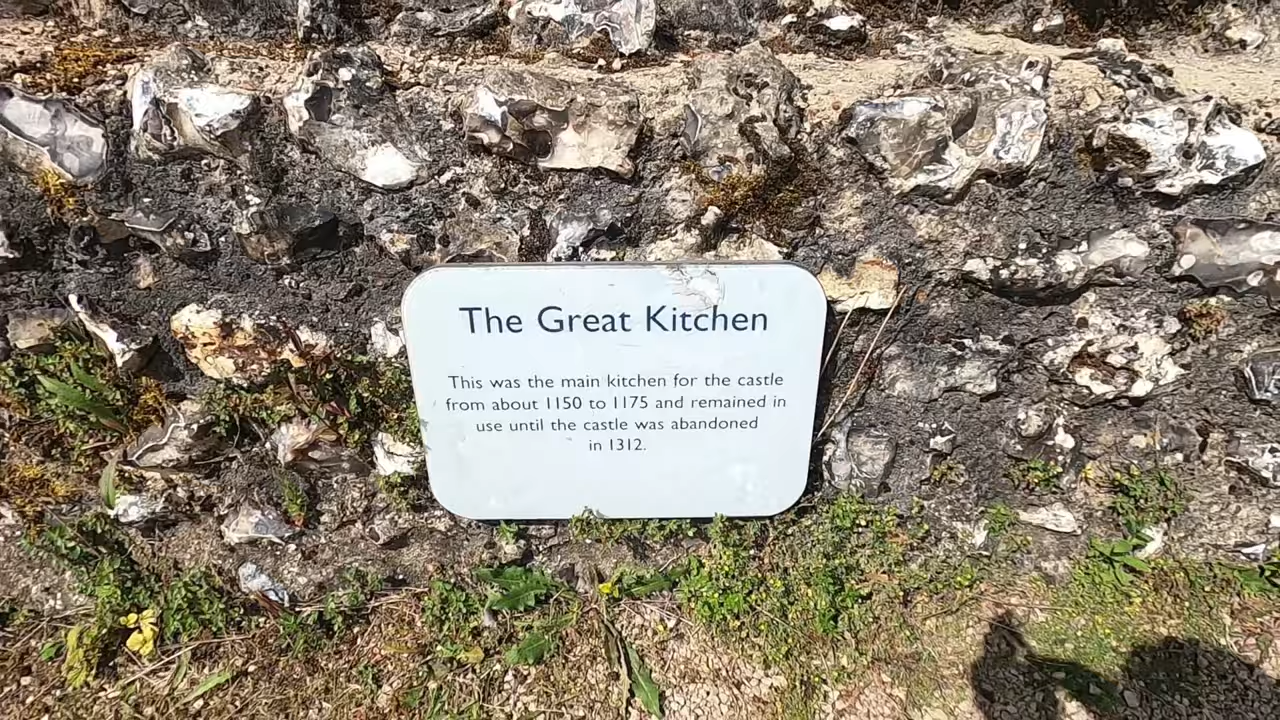 The Great Kitchen
This was the main kitchen for the castle
from about 1150 to 1175 and remained in
use until the castle was abandoned
in 1312.